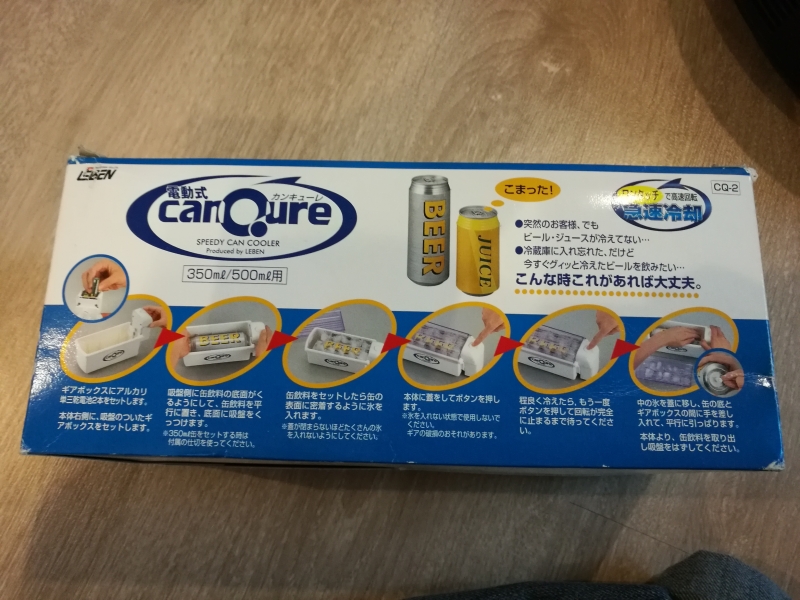 LEBEN
電動式
カンキューレ
canQure
SPEEDY CAN COOLER
Produced by LEBEN
350mℓ/500mℓ用
BEER
JUICE
こまった!
ワンタッチで高速回転
急速冷却
CQ-2
●突然のお客様、でも
ビール・ジュースが冷えてない…
●冷蔵庫に入れ忘れた、だけど
今すぐグィッと冷えたビールを飲みたい…
こんな時これがあれば大丈夫。
BEER
canQure
ギアボックスにアルカリ
単三乾電池2本をセットします。
本体右側に、吸盤のついたギ
アボックスをセットします。
吸盤側に缶飲料の底面がく
るようにして、缶飲料を平
行に置き、底面に吸盤をく
っつけます。
※350mℓ缶をセットする時は
付属の仕切を使ってください。
缶飲料をセットしたら缶の
表面に密着するように氷を
入れます。
※蓋が閉まらないほどたくさんの氷
を入れないようにしてください。
本体に蓋をしてボタンを押し
ます。
※氷を入れない状態で使用しないで
ください。
ギアの破損のおそれがあります。
程良く冷えたら、もう一度
ボタンを押して回転が完全
に止まるまで待ってくださ
い。
中の氷を蓋に移し、缶の底と
ギアボックスの間に手を差し
入れて、平行に引っぱります。
本体より、缶飲料を取り出
し吸盤をはずしてください。